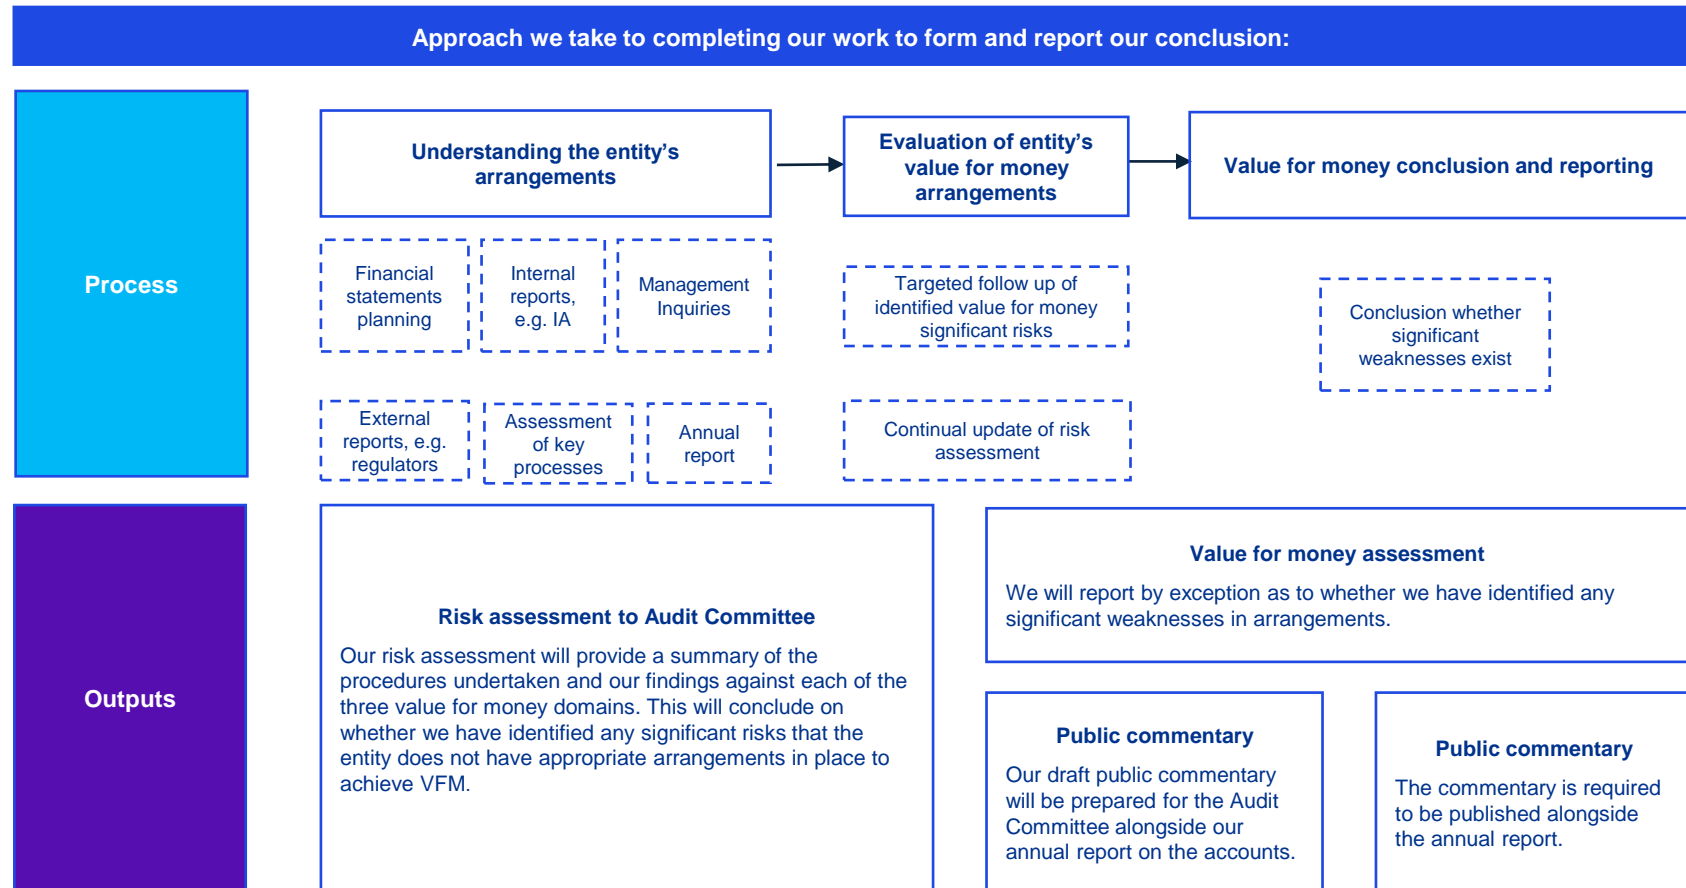 Approach we take to completing our work to form and report our conclusion:
Process
Understanding the entity’s
arrangements
Evaluation of entity’s
value for money
arrangements
Value for money conclusion and reporting
Financial
statements
planning
Internal
reports,
e.g. IA
Management
Inquiries
Targeted follow up of
identified value for money
significant risks
Conclusion whether
significant
weaknesses exist
External
reports, e.g.
regulators
Assessment
of key
processes
Annual
report
Continual update of risk
assessment
Outputs
Risk assessment to Audit Committee
Our risk assessment will provide a summary of the
procedures undertaken and our findings against each of the
three value for money domains. This will conclude on
whether we have identified any significant risks that the
entity does not have appropriate arrangements in place to
achieve VFM.
Value for money assessment
We will report by exception as to whether we have identified any
significant weaknesses in arrangements.
Public commentary
Our draft public commentary
will be prepared for the Audit
Committee alongside our
annual report on the accounts.
Public commentary
The commentary is required
to be published alongside
the annual report.